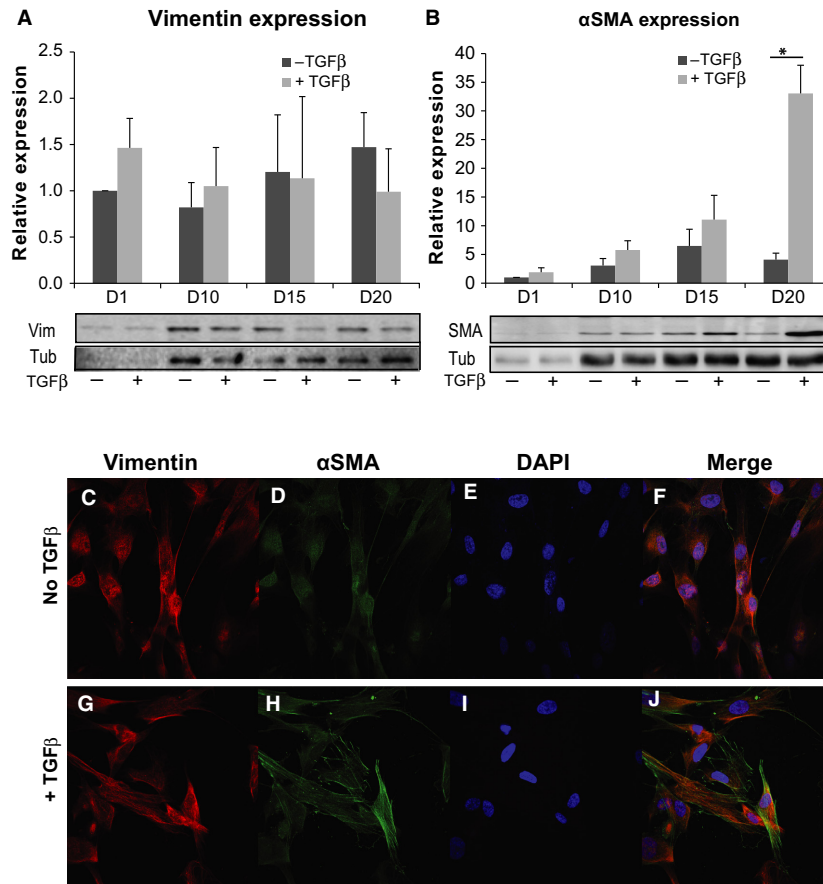 A Vimentin expression
Relative expression
2.5
2.0
1.5
1.0
0.5
0.0
–TGFβ
+ TGFβ
D1 D10 D15 D20
Vim
Tub
TGFβ – + – + – + – +
B αSMA expression
Relative expression
40
35
30
25
20
15
10
5
0
–TGFβ
+ TGFβ
*
D1 D10 D15 D20
SMA
Tub
TGFβ – + – + – + – +
Vimentin αSMA DAPI Merge
No TGFβ
C D E F
+ TGFβ
G H I J